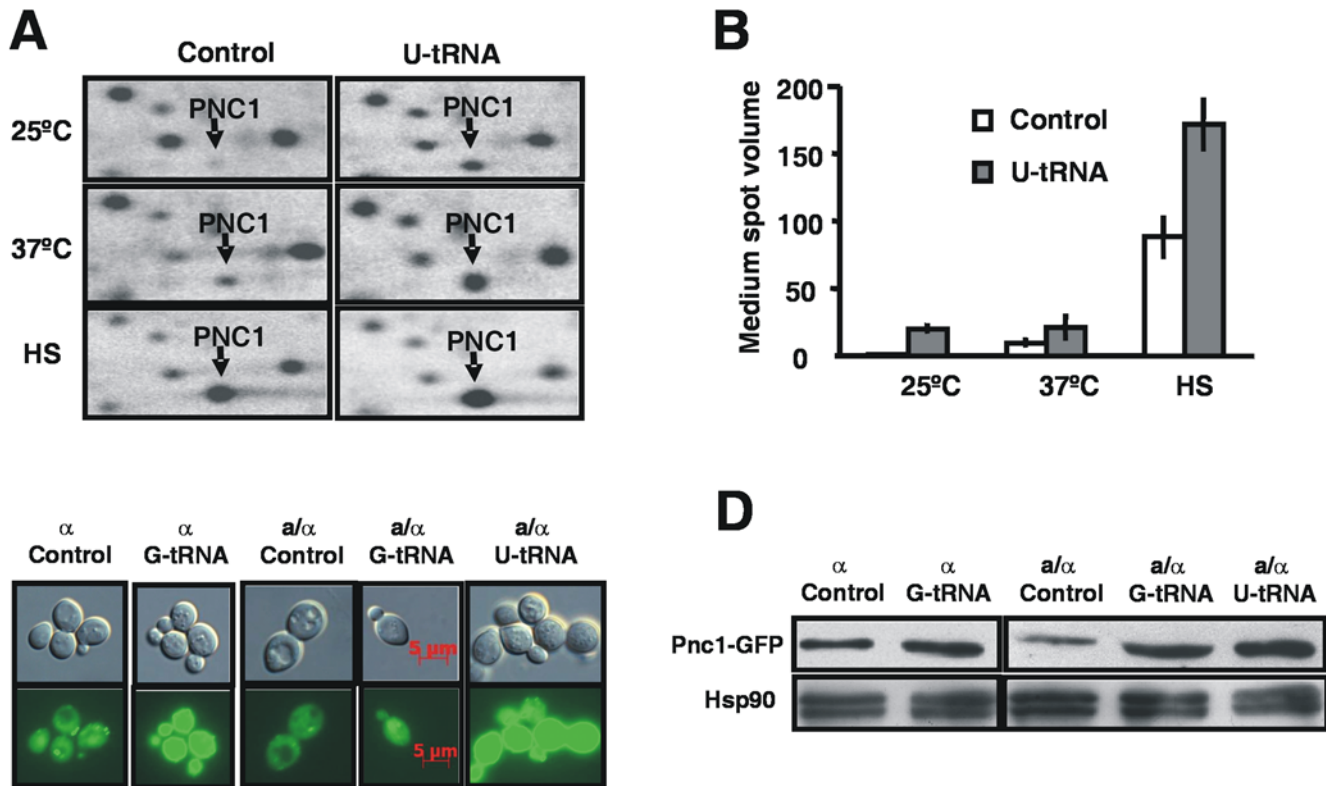 A
Control U-tRNA
25ºC
PNC1 PNC1
37ºC
PNC1 PNC1
HS
PNC1 PNC1
B
Medium spot volume
200
150
100
50
0
Control
U-tRNA
25ºC 37ºC HS
α α a/α a/α a/α
Control G-tRNA Control G-tRNA U-tRNA
5 µm
5 µm
D
α α a/α a/α a/α
Control G-tRNA Control G-tRNA U-tRNA
Pnc1-GFP
Hsp90